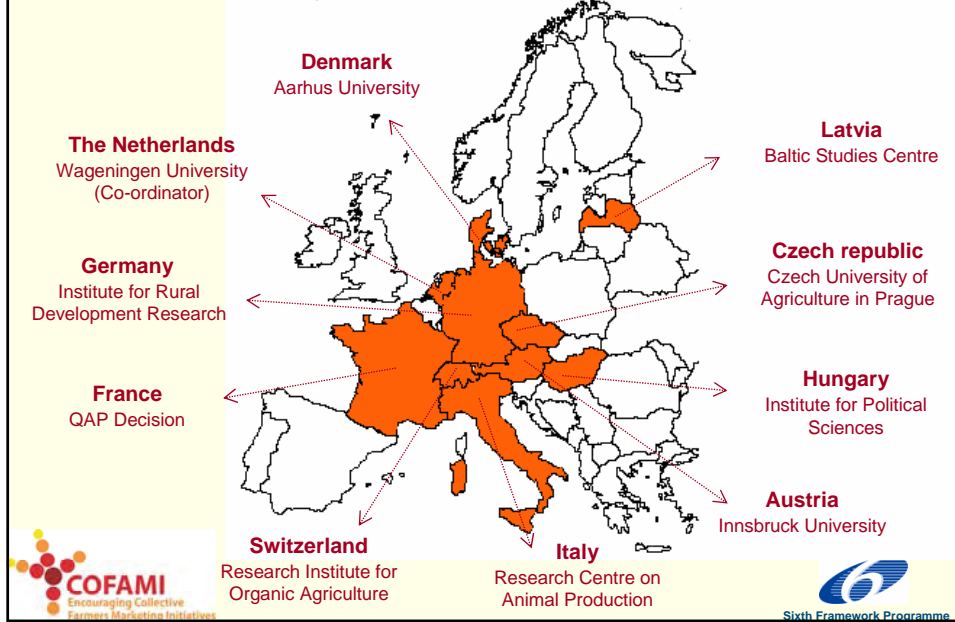 Denmark
Aarhus University
The Netherlands
Wageningen University
(Co-ordinator)
Latvia
Baltic Studies Centre
Germany
Institute for Rural
Development Research
Czech republic
Czech University of
Agriculture in Prague
France
QAP Decision
Hungary
Institute for Political
Sciences
Austria
Innsbruck University
Switzerland
Research Institute for
Organic Agriculture
Italy
Research Centre on
Animal Production
COFAMI
Encouraging Collective
Farmers Marketing Initiatives
6
Sixth Framework Programme